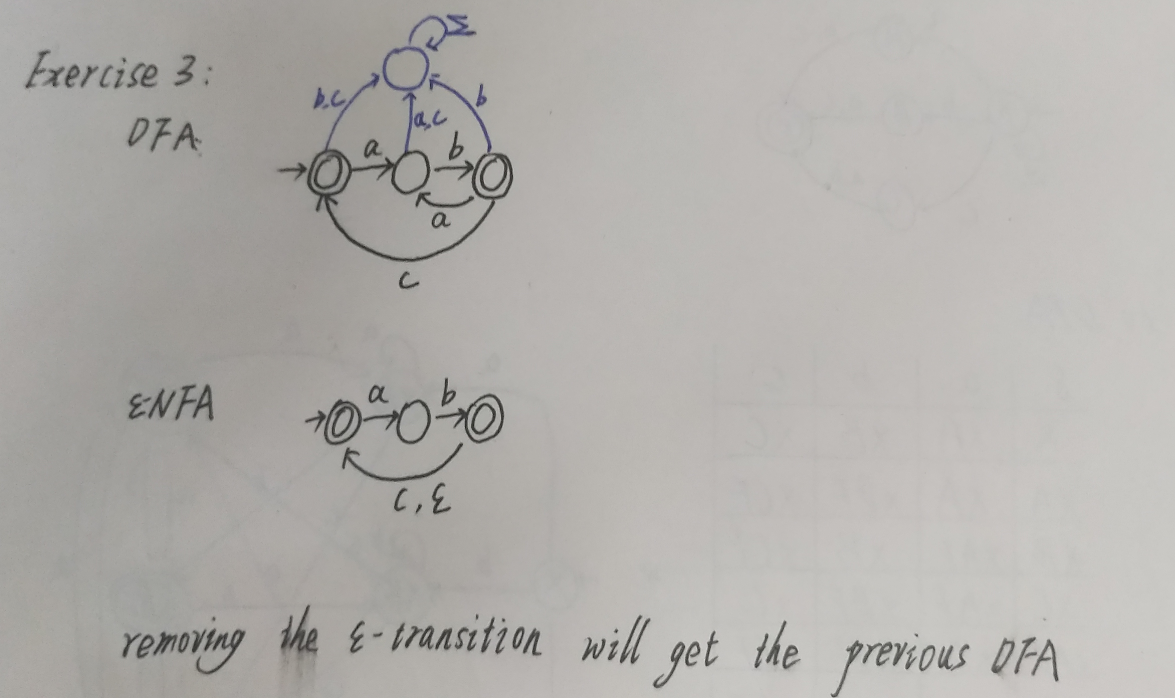 Exercise 3:
DFA
Σ
b,c
a,c
b
a
b
a
c
ε-NFA
a
b
c, ε
removing the ε-transition will get the previous DFA